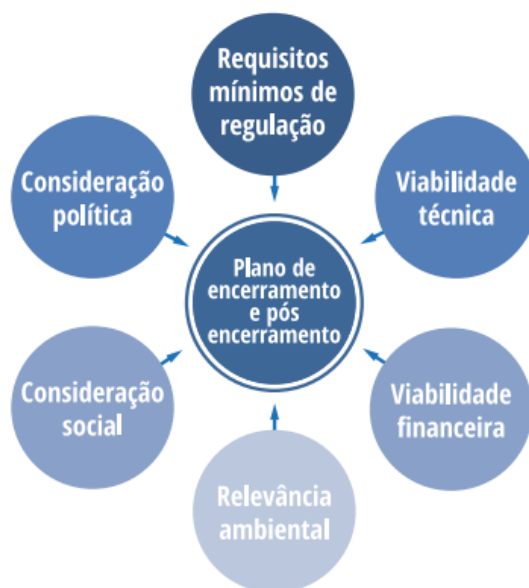 Requisitos
mínimos de
regulação
Consideração
política
Viabilidade
técnica
Plano de
encerramento
e pós
encerramento
Consideração
social
Viabilidade
financeira
Relevância
ambiental